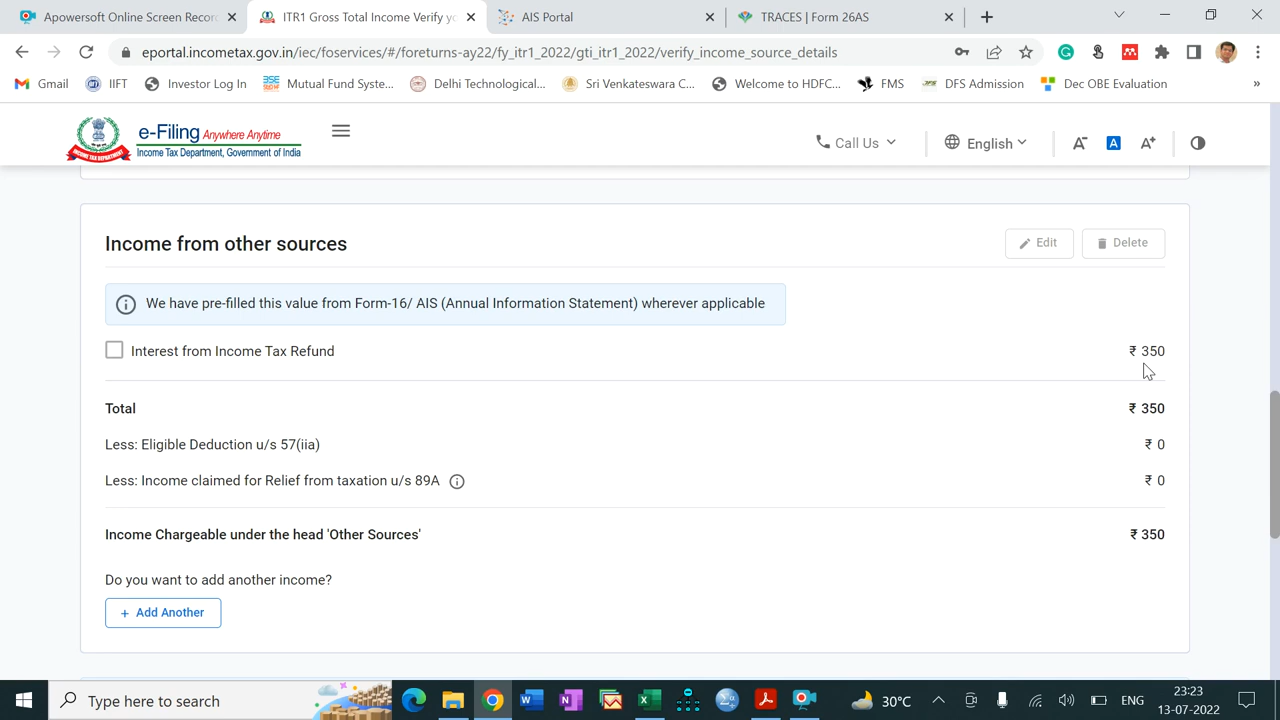 Apowersoft Online Screen Record
ITR1 Gross Total Income Verify yo
AIS Portal
TRACES | Form 26AS
eportal.incometax.gov.in/iec/foservices/#/foreturns-ay22/fy_itr1_2022/gti_itr1_2022/verify_income_source_details
Gmail
IIFT
Investor Log In
Mutual Fund Syste...
Delhi Technological...
Sri Venkateswara C...
Welcome to HDFC...
FMS
DFS Admission
Dec OBE Evaluation
»
e-Filing Anywhere Anytime
Income Tax Department, Government of India
INCOME TAX DEPARTMENT
Call Us
English
A-
A
A+
Income from other sources
Edit
Delete
We have pre-filled this value from Form-16/ AIS (Annual Information Statement) wherever applicable
Interest from Income Tax Refund ₹ 350
Total ₹ 350
Less: Eligible Deduction u/s 57(iia) ₹ 0
Less: Income claimed for Relief from taxation u/s 89A ₹ 0
Income Chargeable under the head 'Other Sources' ₹ 350
Do you want to add another income?
+ Add Another
Type here to search
30°C
ENG
23:23
13-07-2022